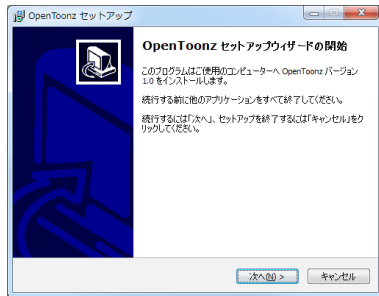 OpenToonz セットアップ
OpenToonz セットアップウィザードの開始
このプログラムはご使用のコンピューターへ OpenToonz バージョン
1.0 をインストールします。
続行する前に他のアプリケーションをすべて終了してください。
続行するには「次へ」、セットアップを終了するには「キャンセル」をク
リックしてください。
次へ(N) >
キャンセル